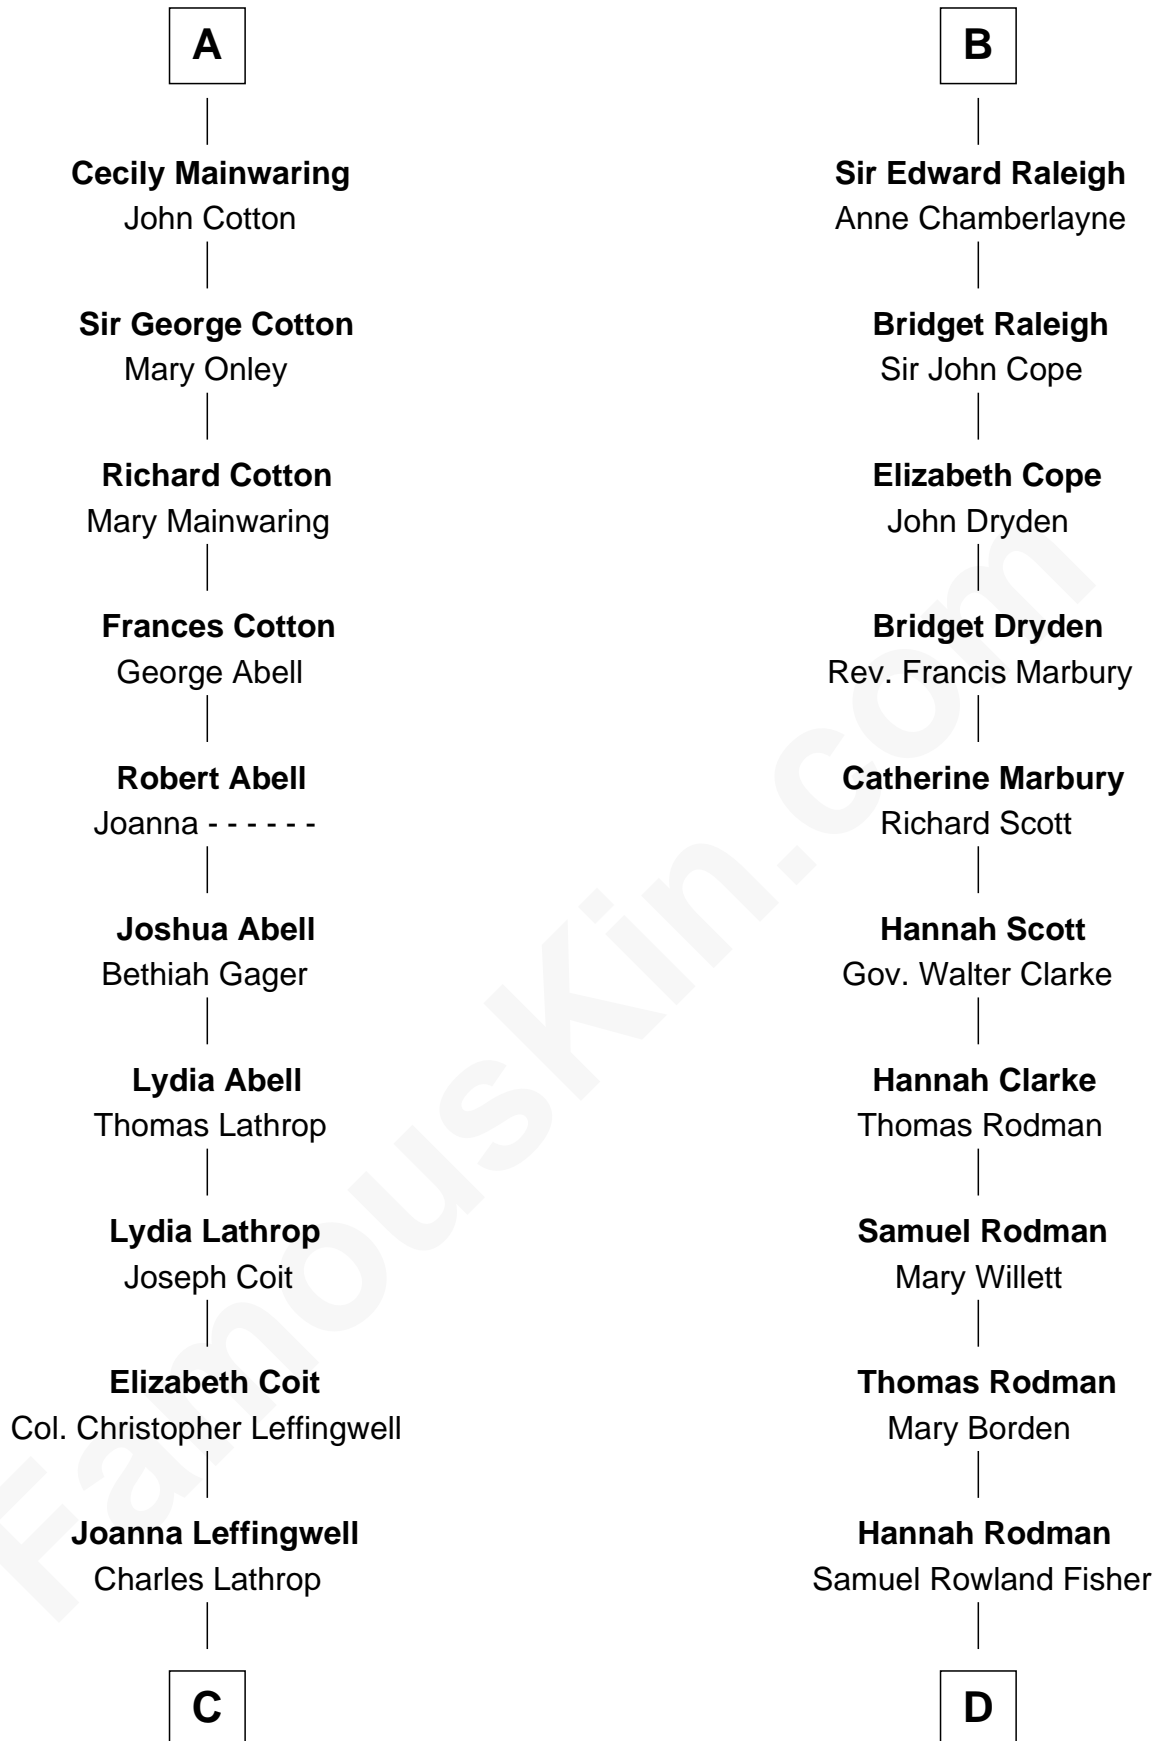 A
Cecily Mainwaring
John Cotton
Sir George Cotton
Mary Onley
Richard Cotton
Mary Mainwaring
Frances Cotton
George Abell
Robert Abell
Joanna - - - - - -
Joshua Abell
Bethiah Gager
Lydia Abell
Thomas Lathrop
Lydia Lathrop
Joseph Coit
Elizabeth Coit
Col. Christopher Leffingwell
Joanna Leffingwell
Charles Lathrop
C
B
Sir Edward Raleigh
Anne Chamberlayne
Bridget Raleigh
Sir John Cope
Elizabeth Cope
John Dryden
Bridget Dryden
Rev. Francis Marbury
Catherine Marbury
Richard Scott
Hannah Scott
Gov. Walter Clarke
Hannah Clarke
Thomas Rodman
Samuel Rodman
Mary Willett
Thomas Rodman
Mary Borden
Hannah Rodman
Samuel Rowland Fisher
D
FamousKin.com